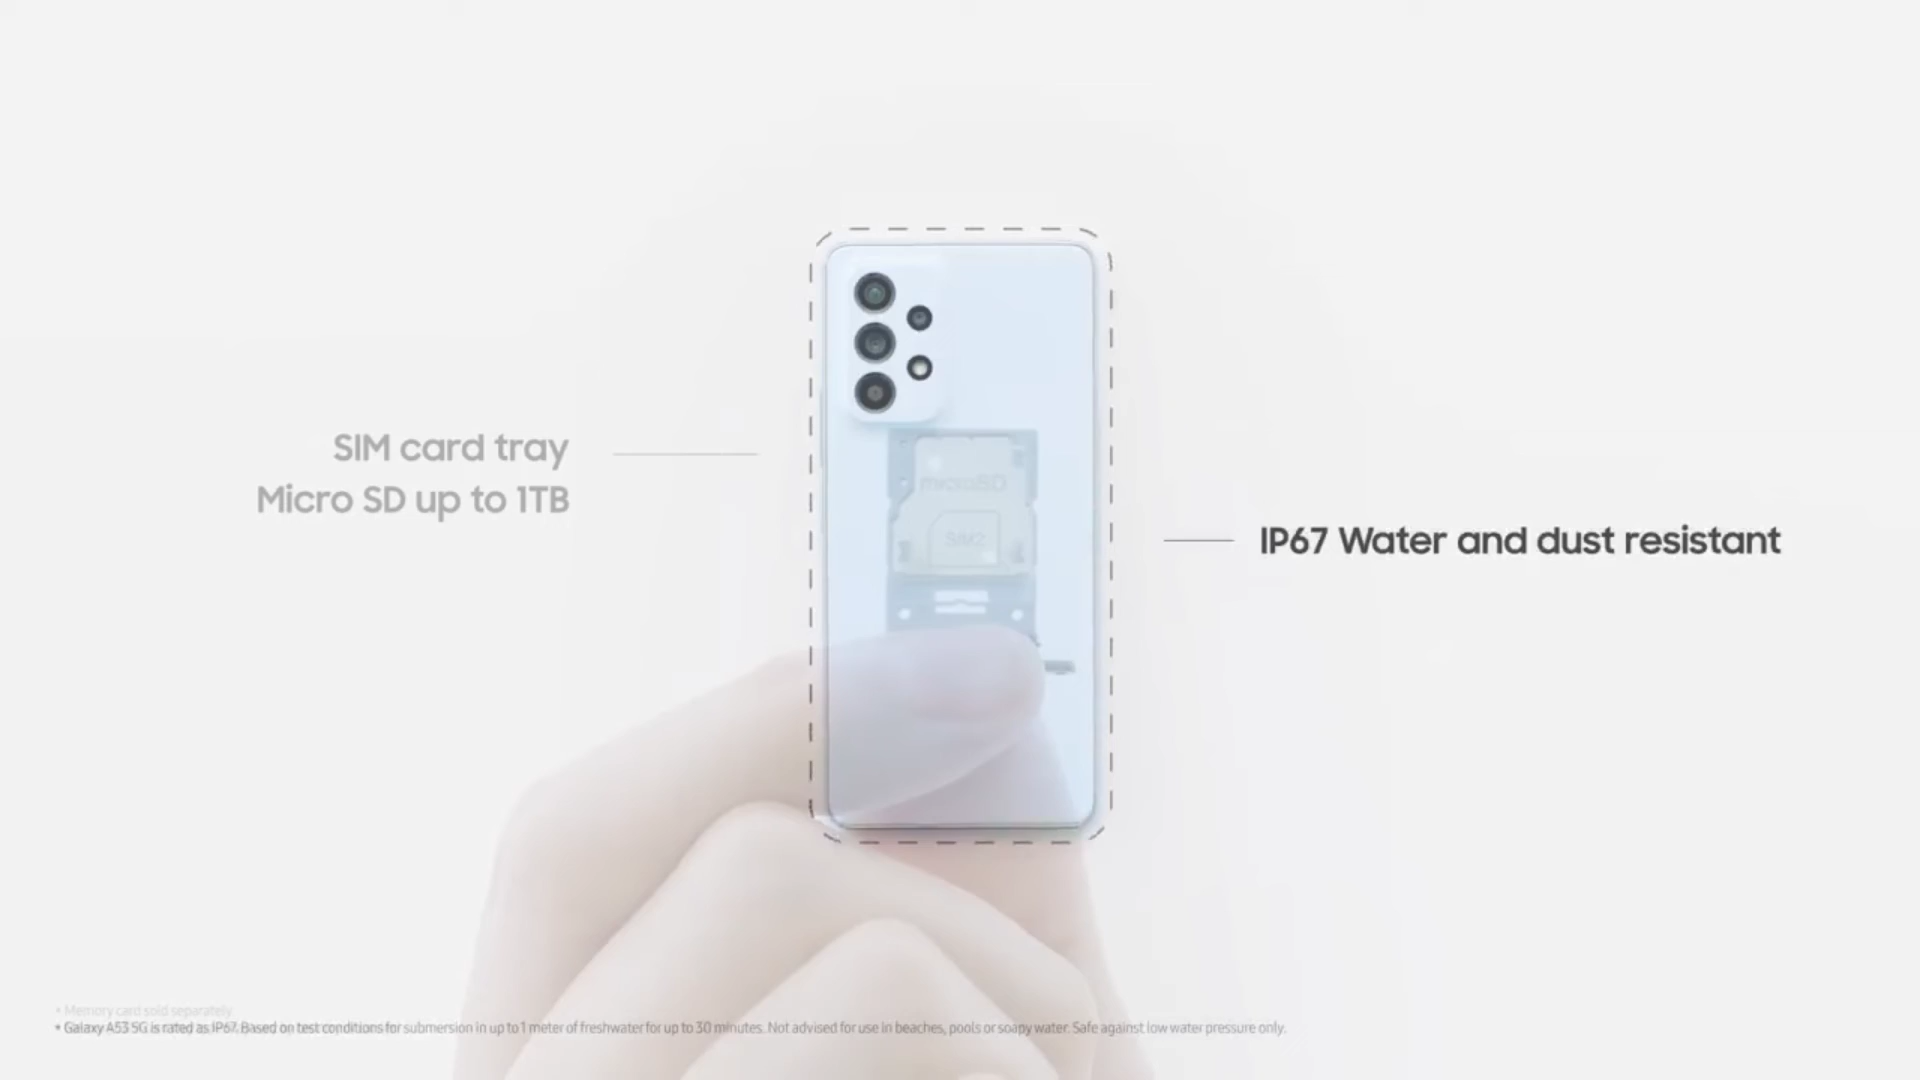 SIM card tray
Micro SD up to 1TB
microSD
SIM2
IP67 Water and dust resistant
* Memory card sold separately
* Galaxy A53 5G is rated as IP67. Based on test conditions for submersion in up to 1 meter of freshwater for up to 30 minutes. Not advised for use in beaches, pools or soapy water. Safe against low water pressure only.